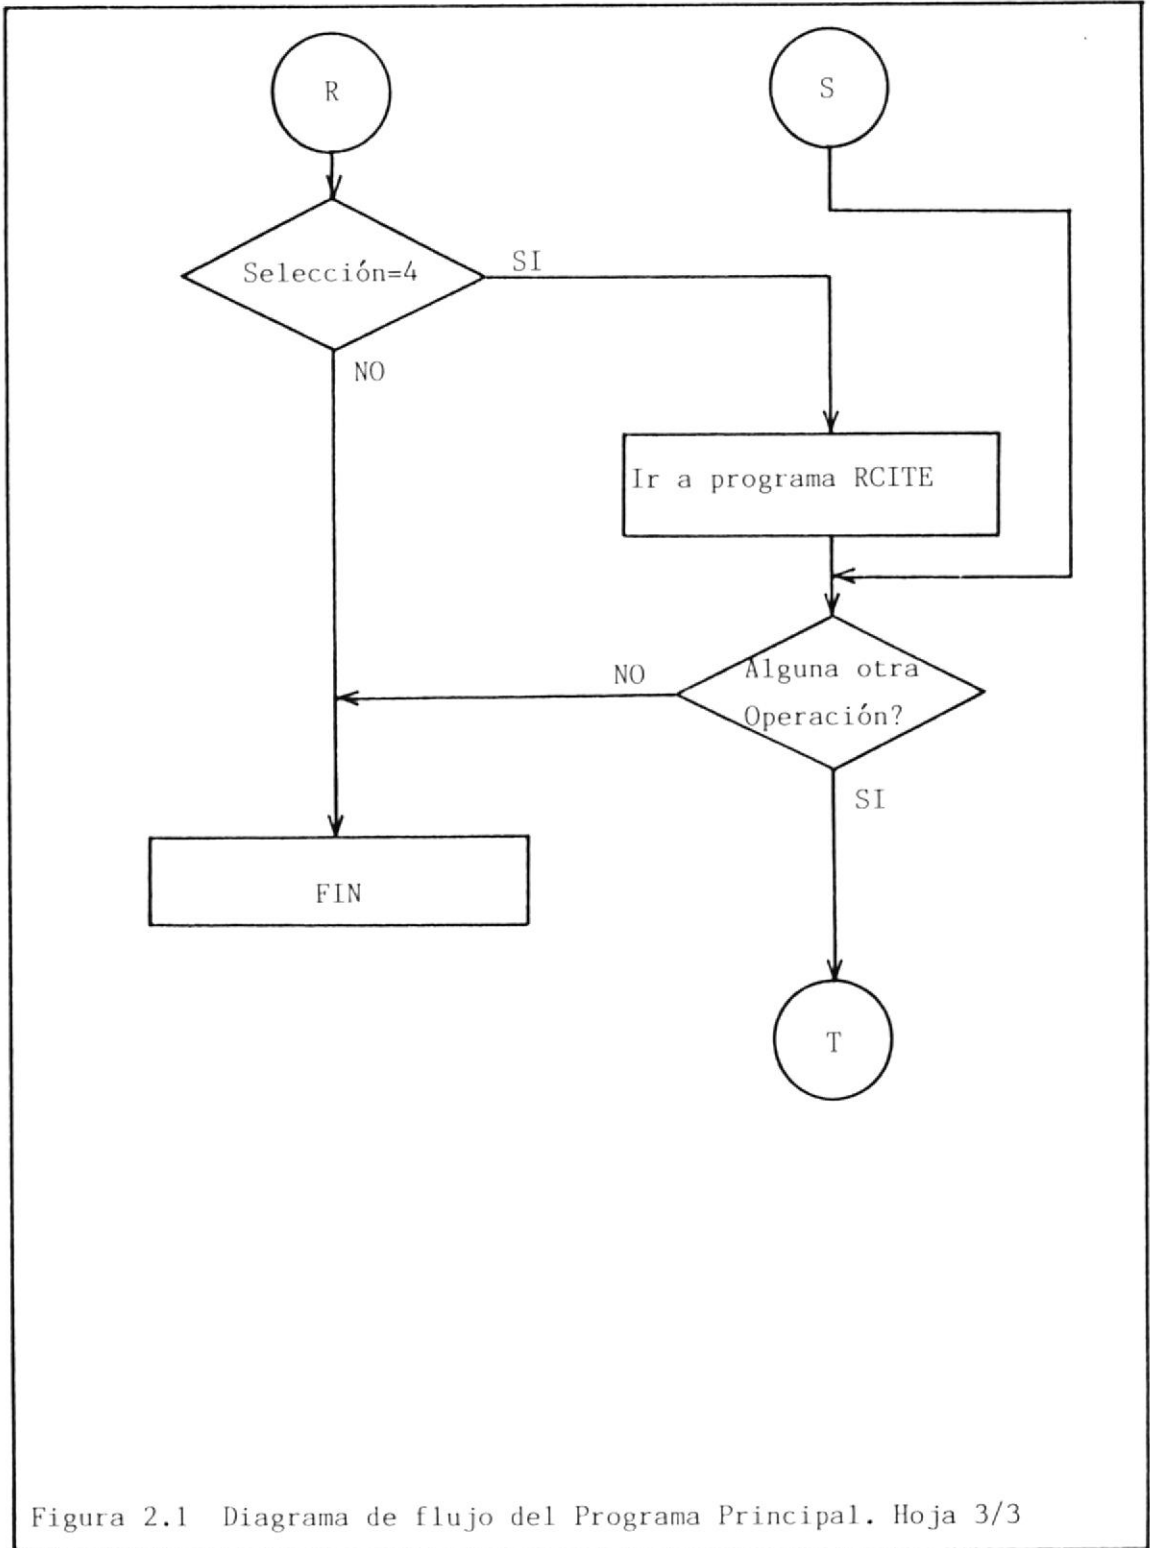 R
S
Selección=4
SI
NO
Ir a programa RCITE
NO
Alguna otra
Operación?
SI
FIN
T
Figura 2.1 Diagrama de flujo del Programa Principal. Hoja 3/3